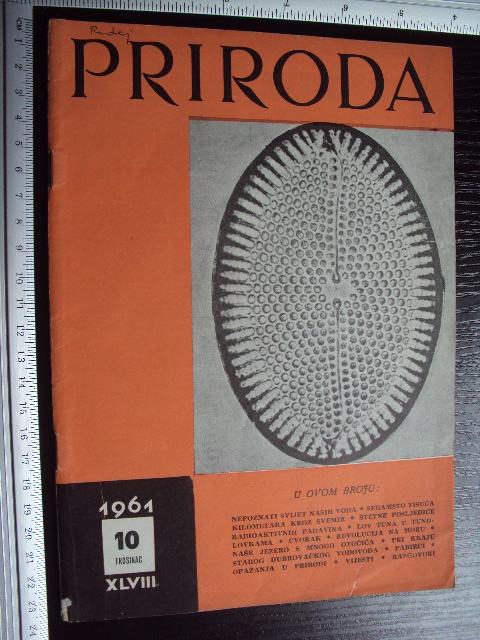 Radej
PRIRODA
1961
10
PROSINAC
XLVIII
U OVOM BROJU:
NEPOZNATI SVIJET NAŠIH VODA • SEDAMSTO TISUĆA
KILOMETARA KROZ SVEMIR • ŠTETNE POSLJEDICE
RADIOAKTIVNIH PADAVINA • LOV TUNA U TUNO-
LOVKAMA • ČVORAK • REVOLUCIJA NA MORU •
NAŠE JEZERO S MNOGO OTOČIĆA • PRI KRAJU
STAROG DUBROVAČKOG VODOVODA • PABIRCI •
OPAŽANJA U PRIRODI • VIJESTI • RAZGOVORI